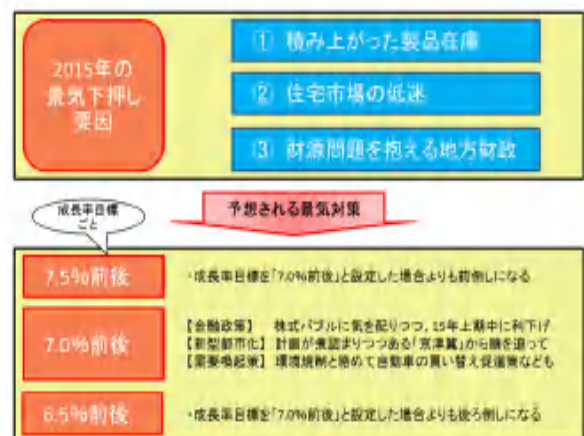 2015年の
景気下押し
要因
① 積み上がった製品在庫
② 住宅市場の低迷
③ 財源問題を抱える地方財政
成長率目標
ごと
予想される景気対策
7.5%前後
・成長率目標を「7.0%前後」と設定した場合よりも前倒しになる
7.0%前後
【金融政策】 株式バブルに気を配りつつ、15年上期中に利下げ
【新型都市化】 計画が煮詰まりつつある「京津冀」から順を追って
【需要喚起策】 環境規制と絡めて自動車の買い替え促進策なども
6.5%前後
・成長率目標を「7.0%前後」と設定した場合よりも後ろ倒しになる